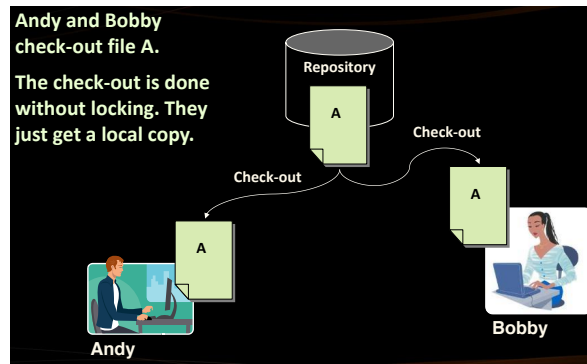 Andy and Bobby
check-out file A.
The check-out is done
without locking. They
just get a local copy.
Repository
A
Check-out
Check-out
A
A
Andy
Bobby